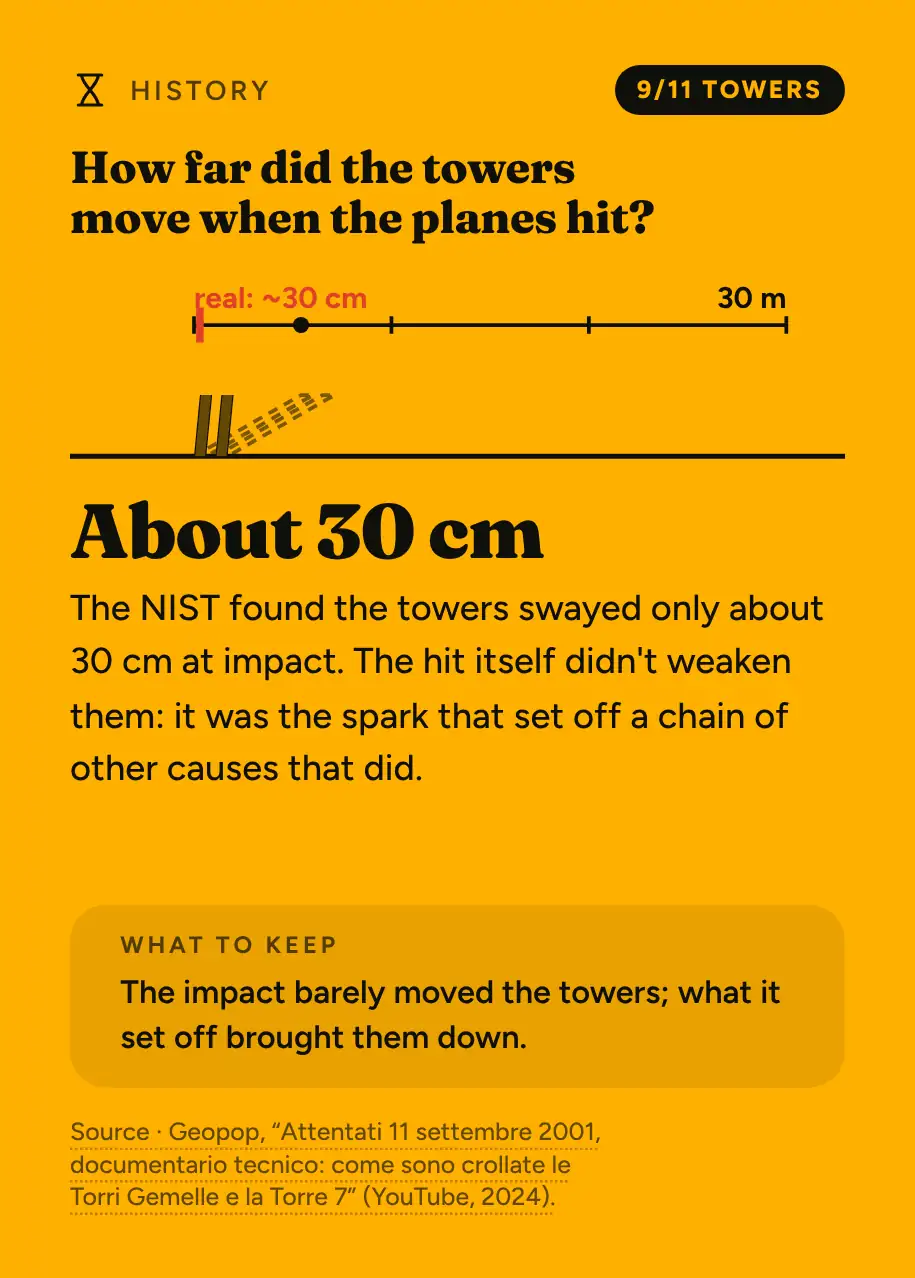 HISTORY
9/11 TOWERS
How far did the towers
move when the planes hit?
real: ~30 cm
30 m
About 30 cm
The NIST found the towers swayed only about
30 cm at impact. The hit itself didn't weaken
them: it was the spark that set off a chain of
other causes that did.
WHAT TO KEEP
The impact barely moved the towers; what it
set off brought them down.
Source · Geopop, “Attentati 11 settembre 2001,
documentario tecnico: come sono crollate le
Torri Gemelle e la Torre 7” (YouTube, 2024).